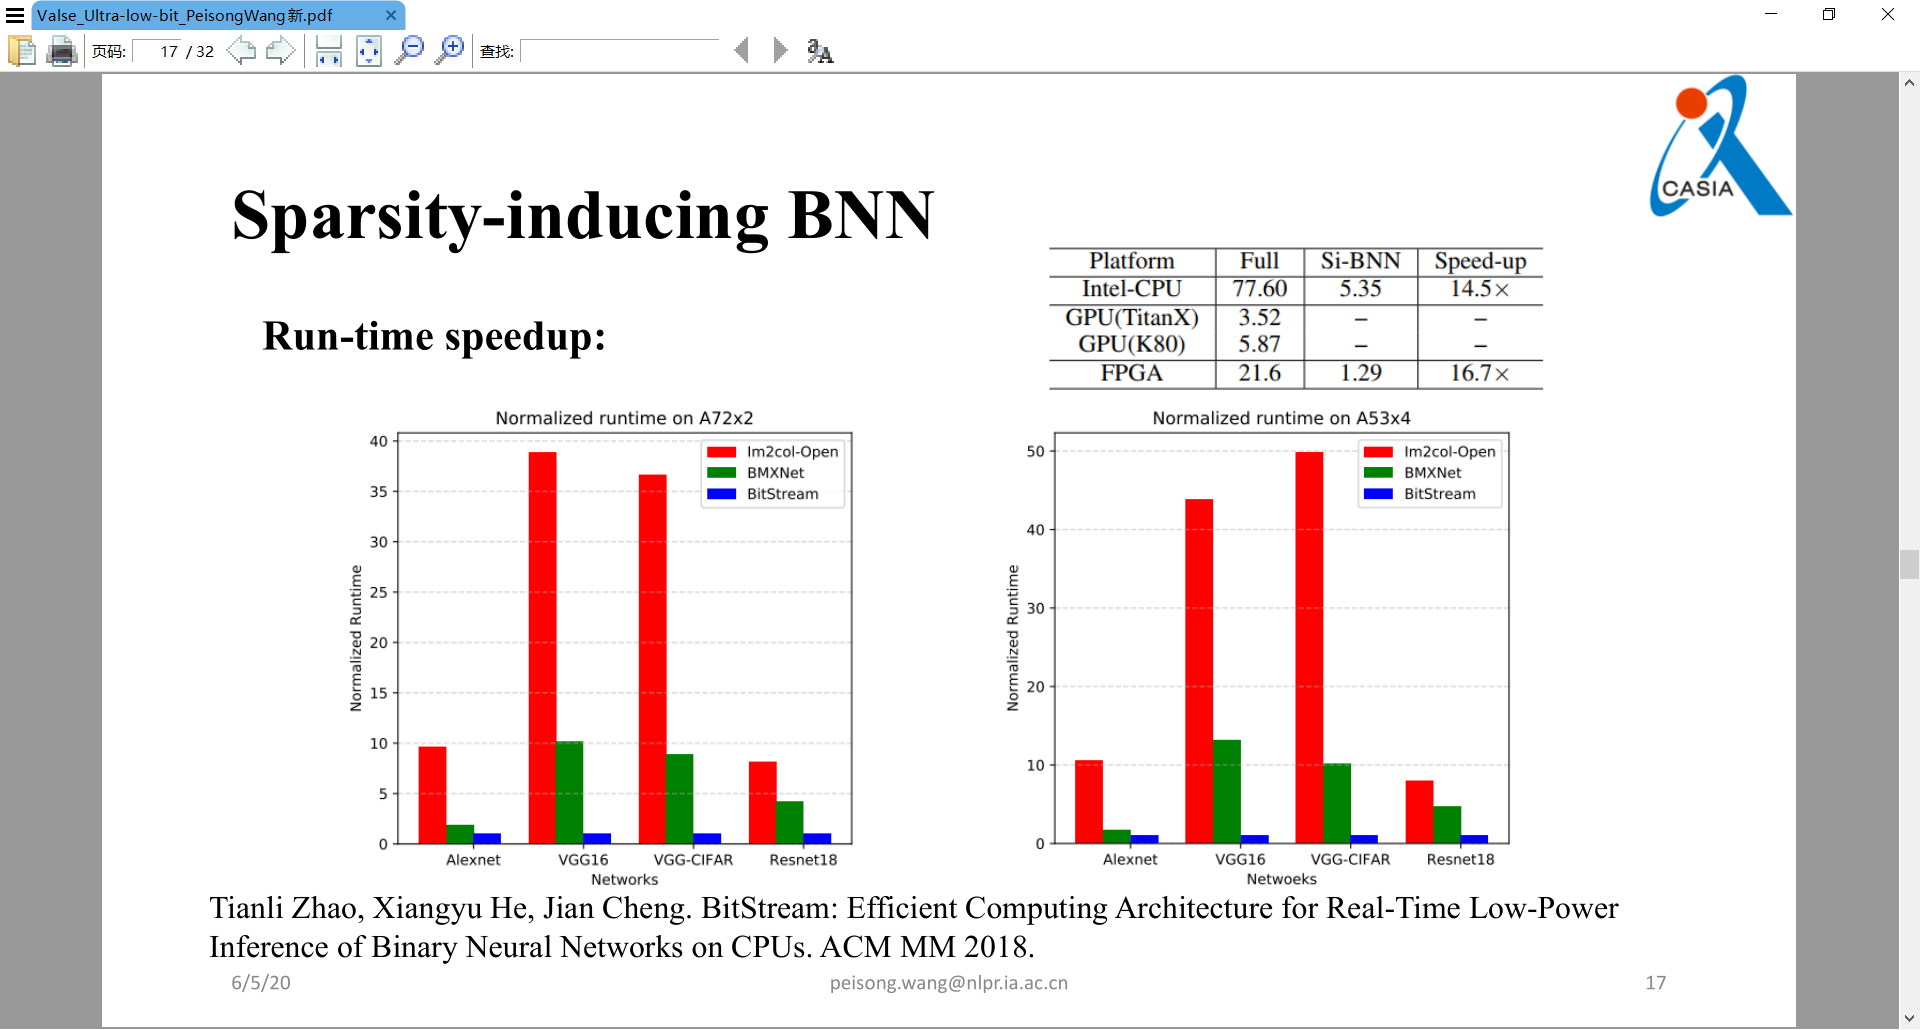 Valse_Ultra-low-bit_PeisongWang新.pdf
页码: 17 / 32 查找:
CASIA
Sparsity-inducing BNN
Run-time speedup:
Platform Full Si-BNN Speed-up
Intel-CPU 77.60 5.35 14.5×
GPU(TitanX) 3.52 – –
GPU(K80) 5.87 – –
FPGA 21.6 1.29 16.7×
Normalized runtime on A72x2
Im2col-Open
BMXNet
BitStream
40
35
30
25
20
15
10
5
0
Normalized Runtime
Alexnet VGG16 VGG-CIFAR Resnet18
Networks
Normalized runtime on A53x4
Im2col-Open
BMXNet
BitStream
50
40
30
20
10
0
Normalized Runtime
Alexnet VGG16 VGG-CIFAR Resnet18
Netwoeks
Tianli Zhao, Xiangyu He, Jian Cheng. BitStream: Efficient Computing Architecture for Real-Time Low-Power
Inference of Binary Neural Networks on CPUs. ACM MM 2018.
6/5/20 peisong.wang@nlpr.ia.ac.cn 17